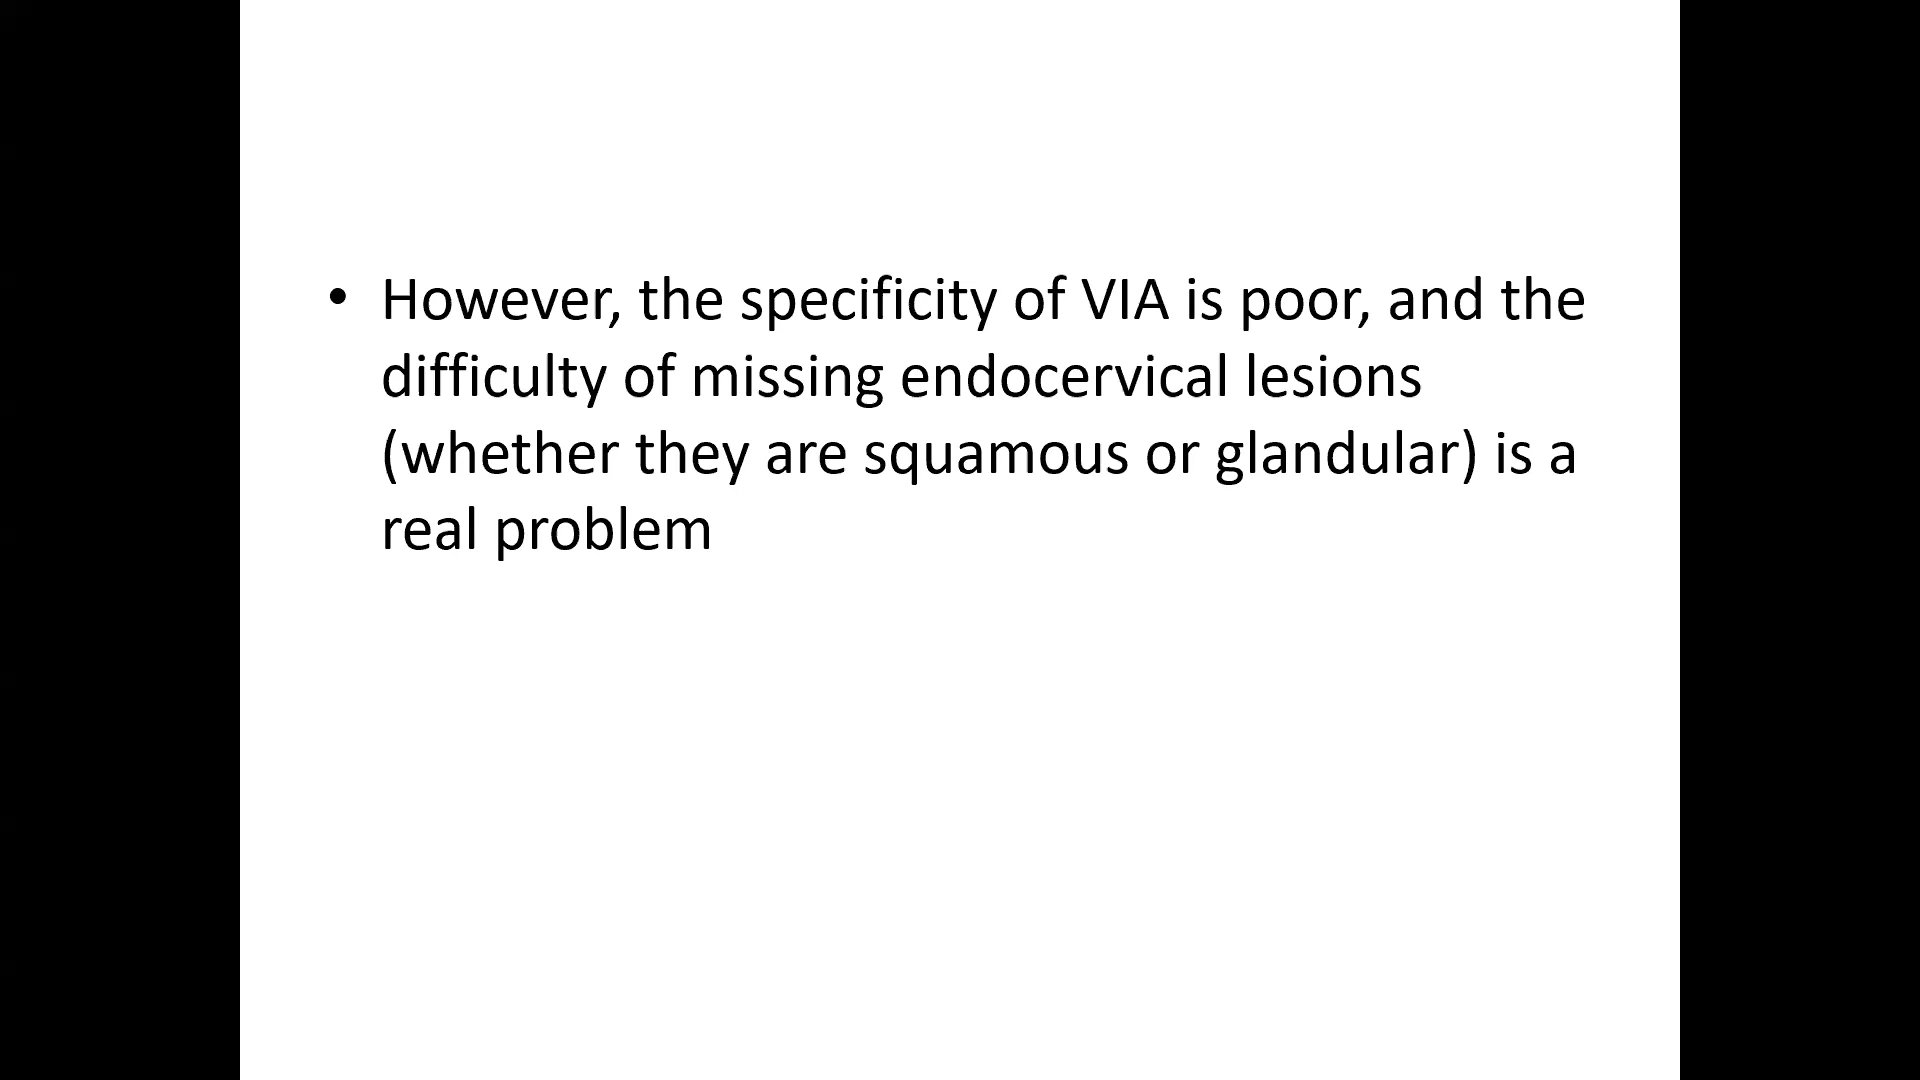 • However, the specificity of VIA is poor, and the
difficulty of missing endocervical lesions
(whether they are squamous or glandular) is a
real problem